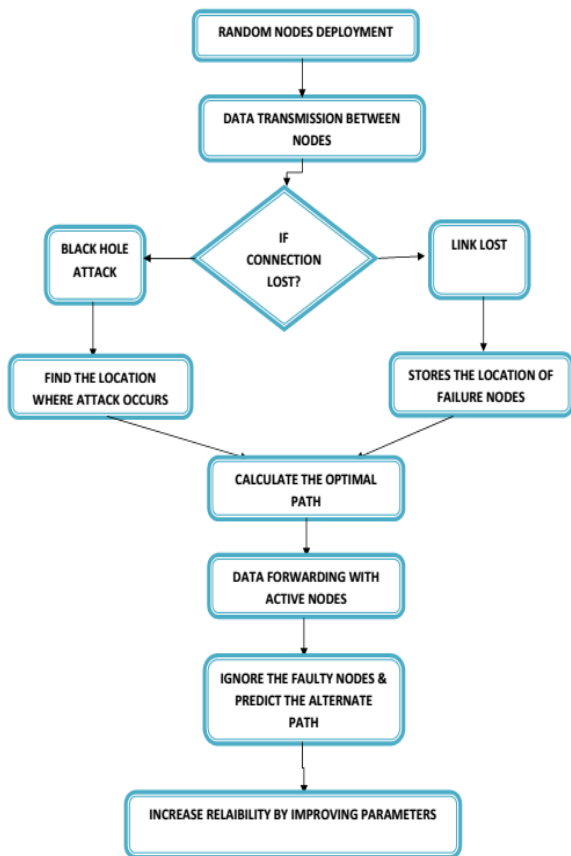 RANDOM NODES DEPLOYMENT
DATA TRANSMISSION BETWEEN
NODES
IF
CONNECTION
LOST?
BLACK HOLE
ATTACK
LINK LOST
FIND THE LOCATION
WHERE ATTACK OCCURS
STORES THE LOCATION OF
FAILURE NODES
CALCULATE THE OPTIMAL
PATH
DATA FORWARDING WITH
ACTIVE NODES
IGNORE THE FAULTY NODES &
PREDICT THE ALTERNATE
PATH
INCREASE RELAIBILITY BY IMPROVING PARAMETERS